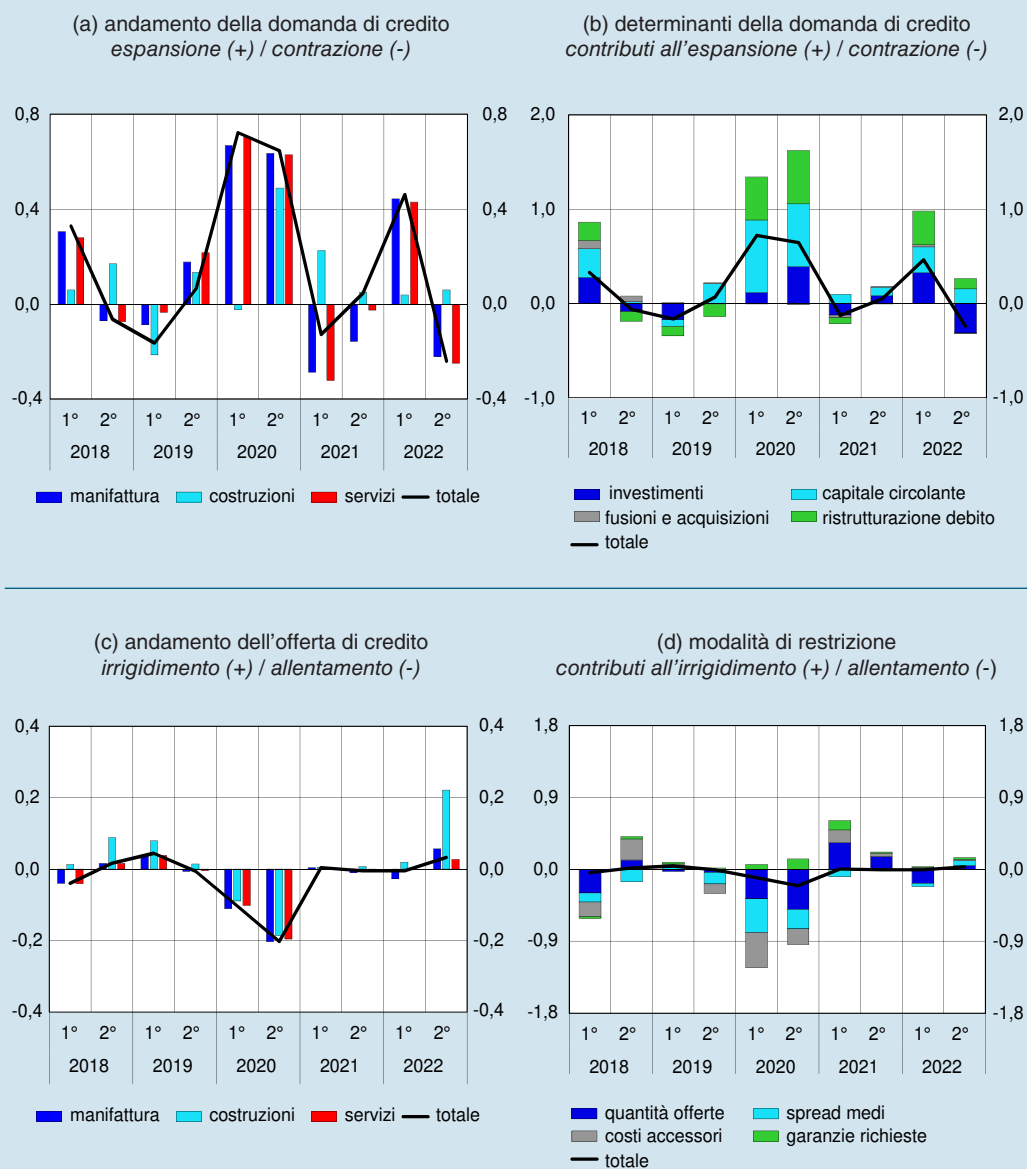 (a) andamento della domanda di credito
espansione (+) / contrazione (-)
0,8 0,8
0,4 0,4
0,0 0,0
-0,4 -0,4
1° 2° 1° 2° 1° 2° 1° 2° 1° 2°
2018 2019 2020 2021 2022
manifattura costruzioni servizi totale
(b) determinanti della domanda di credito
contributi all'espansione (+) / contrazione (-)
2,0 2,0
1,0 1,0
0,0 0,0
-1,0 -1,0
1° 2° 1° 2° 1° 2° 1° 2° 1° 2°
2018 2019 2020 2021 2022
investimenti capitale circolante
fusioni e acquisizioni ristrutturazione debito
totale
(c) andamento dell'offerta di credito
irrigidimento (+) / allentamento (-)
0,4 0,4
0,2 0,2
0,0 0,0
-0,2 -0,2
-0,4 -0,4
1° 2° 1° 2° 1° 2° 1° 2° 1° 2°
2018 2019 2020 2021 2022
manifattura costruzioni servizi totale
(d) modalità di restrizione
contributi all'irrigidimento (+) / allentamento (-)
1,8 1,8
0,9 0,9
0,0 0,0
-0,9 -0,9
-1,8 -1,8
1° 2° 1° 2° 1° 2° 1° 2° 1° 2°
2018 2019 2020 2021 2022
quantità offerte spread medi
costi accessori garanzie richieste
totale